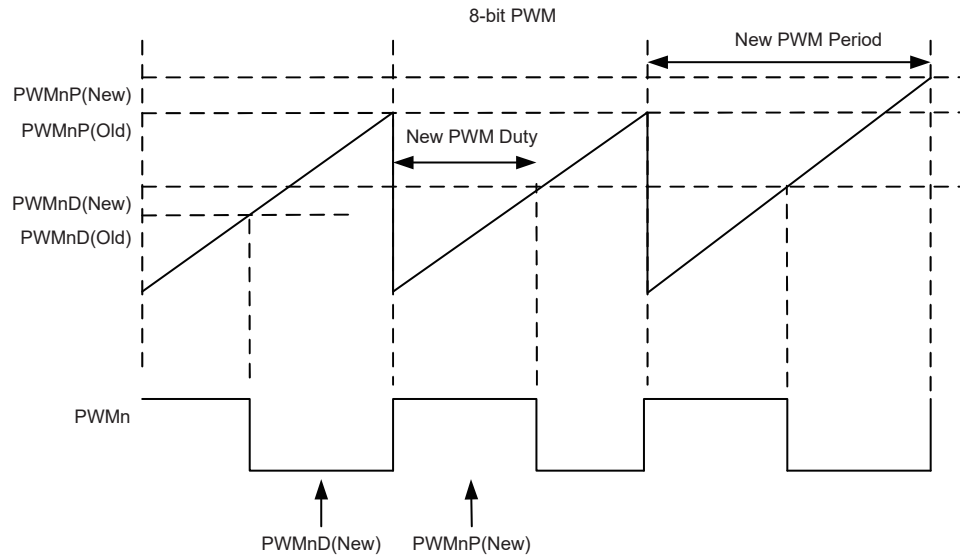 8-bit PWM
New PWM Period
PWMnP(New)
PWMnP(Old)
New PWM Duty
PWMnD(New)
PWMnD(Old)
PWMn
PWMnD(New)
PWMnP(New)